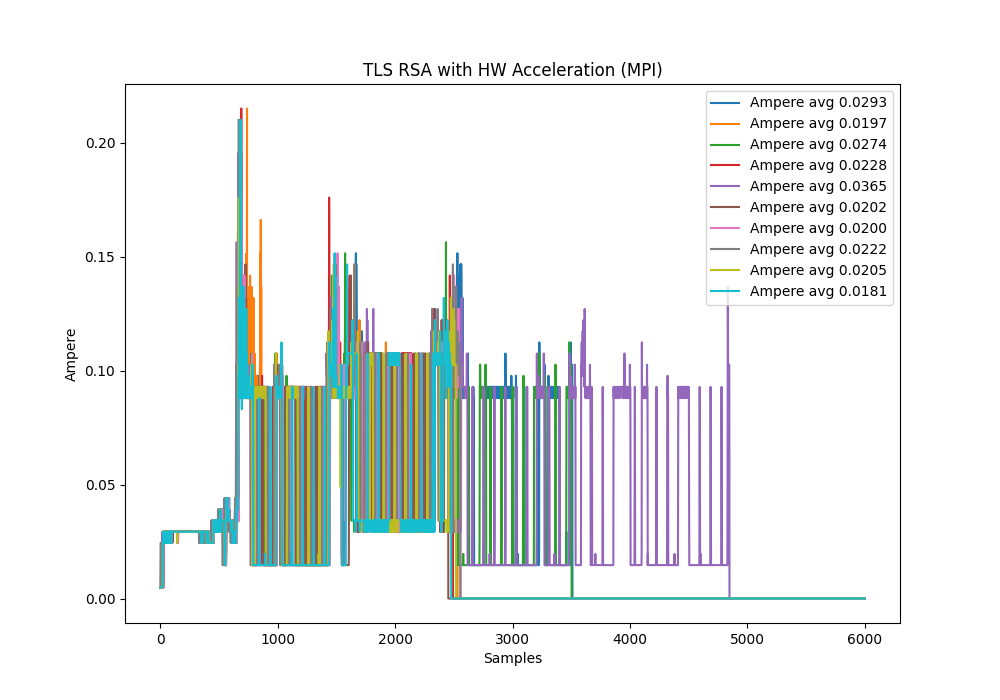 TLS RSA with HW Acceleration (MPI)
Ampere avg 0.0293
Ampere avg 0.0197
Ampere avg 0.0274
Ampere avg 0.0228
Ampere avg 0.0365
Ampere avg 0.0202
Ampere avg 0.0200
Ampere avg 0.0222
Ampere avg 0.0205
Ampere avg 0.0181
0.20
0.15
0.10
0.05
0.00
Ampere
0 1000 2000 3000 4000 5000 6000
Samples